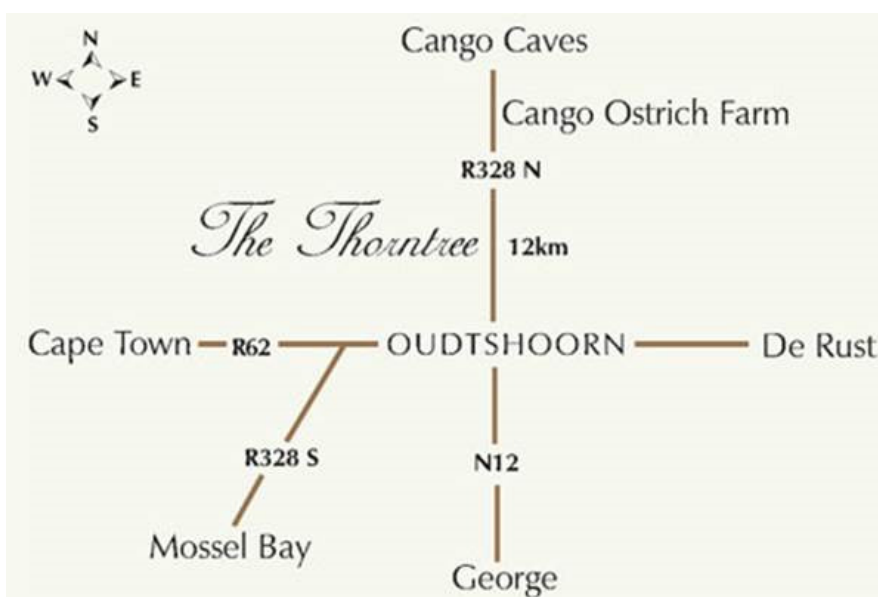 N
Cango Caves
W E
S
Cango Ostrich Farm
R328 N
The Thorntree 12km
Cape Town R62 OUDTSHOORN De Rust
R328 S N12
Mossel Bay
George